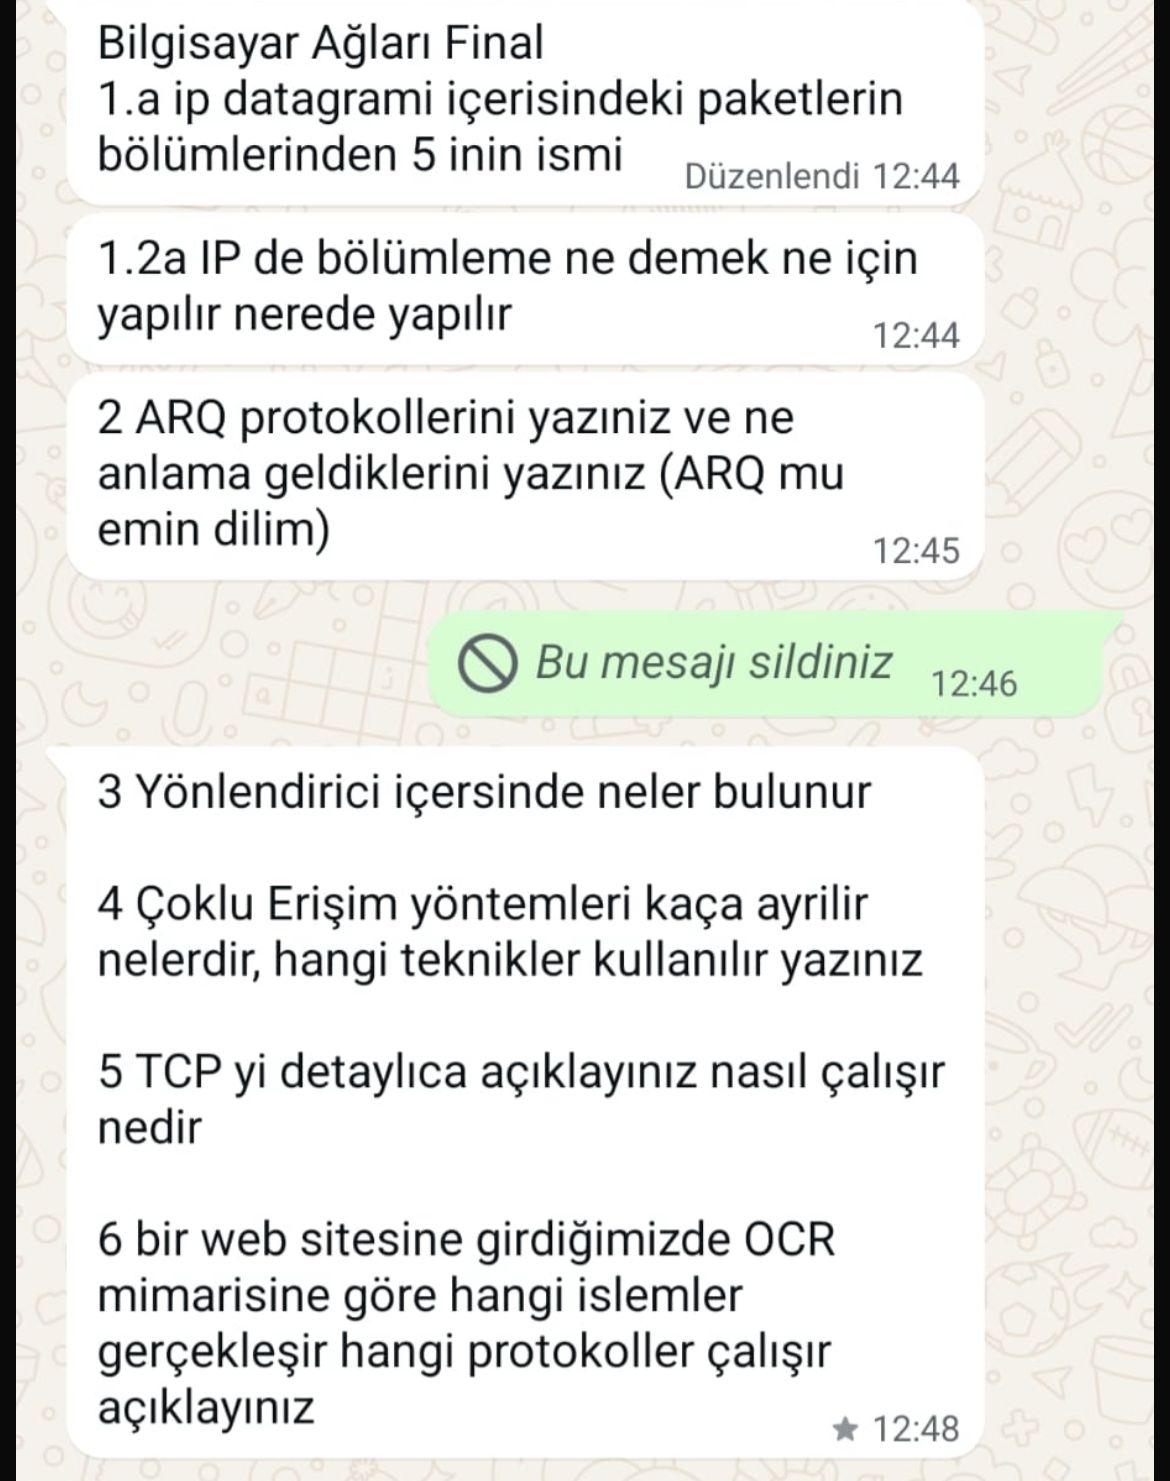 Bilgisayar Ağları Final
1.a ip datagrami içerisindeki paketlerin
bölümlerinden 5 inin ismi
Düzenlendi 12:44
1.2a IP de bölümleme ne demek ne için
yapılır nerede yapılır
12:44
2 ARQ protokollerini yazıniz ve ne
anlama geldiklerini yazınız (ARQ mu
emin dilim)
12:45
Bu mesajı sildiniz 12:46
3 Yönlendirici içersinde neler bulunur
4 Çoklu Erişim yöntemleri kaça ayrilir
nelerdir, hangi teknikler kullanılır yazınız
5 TCP yi detaylıca açıklayınız nasıl çalışır
nedir
6 bir web sitesine girdiğimizde OCR
mimarisine göre hangi islemler
gerçekleşir hangi protokoller çalışır
açıklayınız
★ 12:48